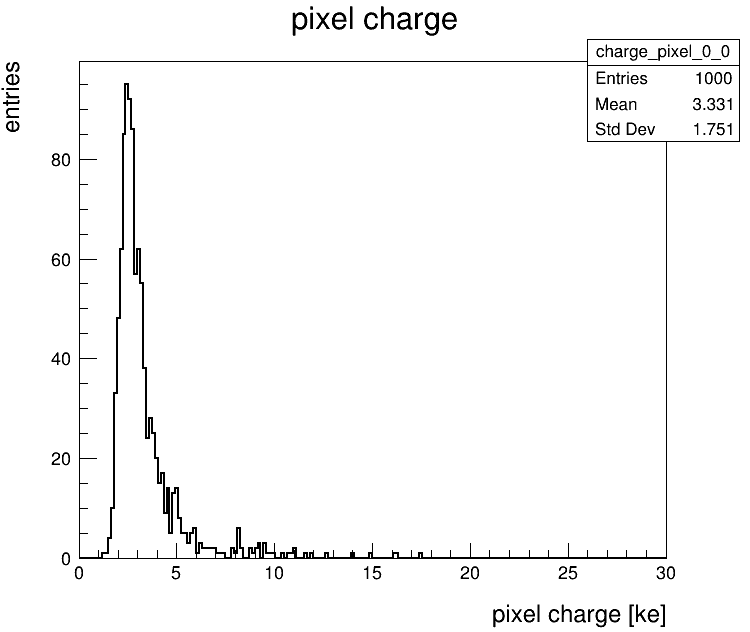 pixel charge
charge_pixel_0_0
Entries 1000
Mean 3.331
Std Dev 1.751
entries
80
60
40
20
0
0 5 10 15 20 25 30
pixel charge [ke]